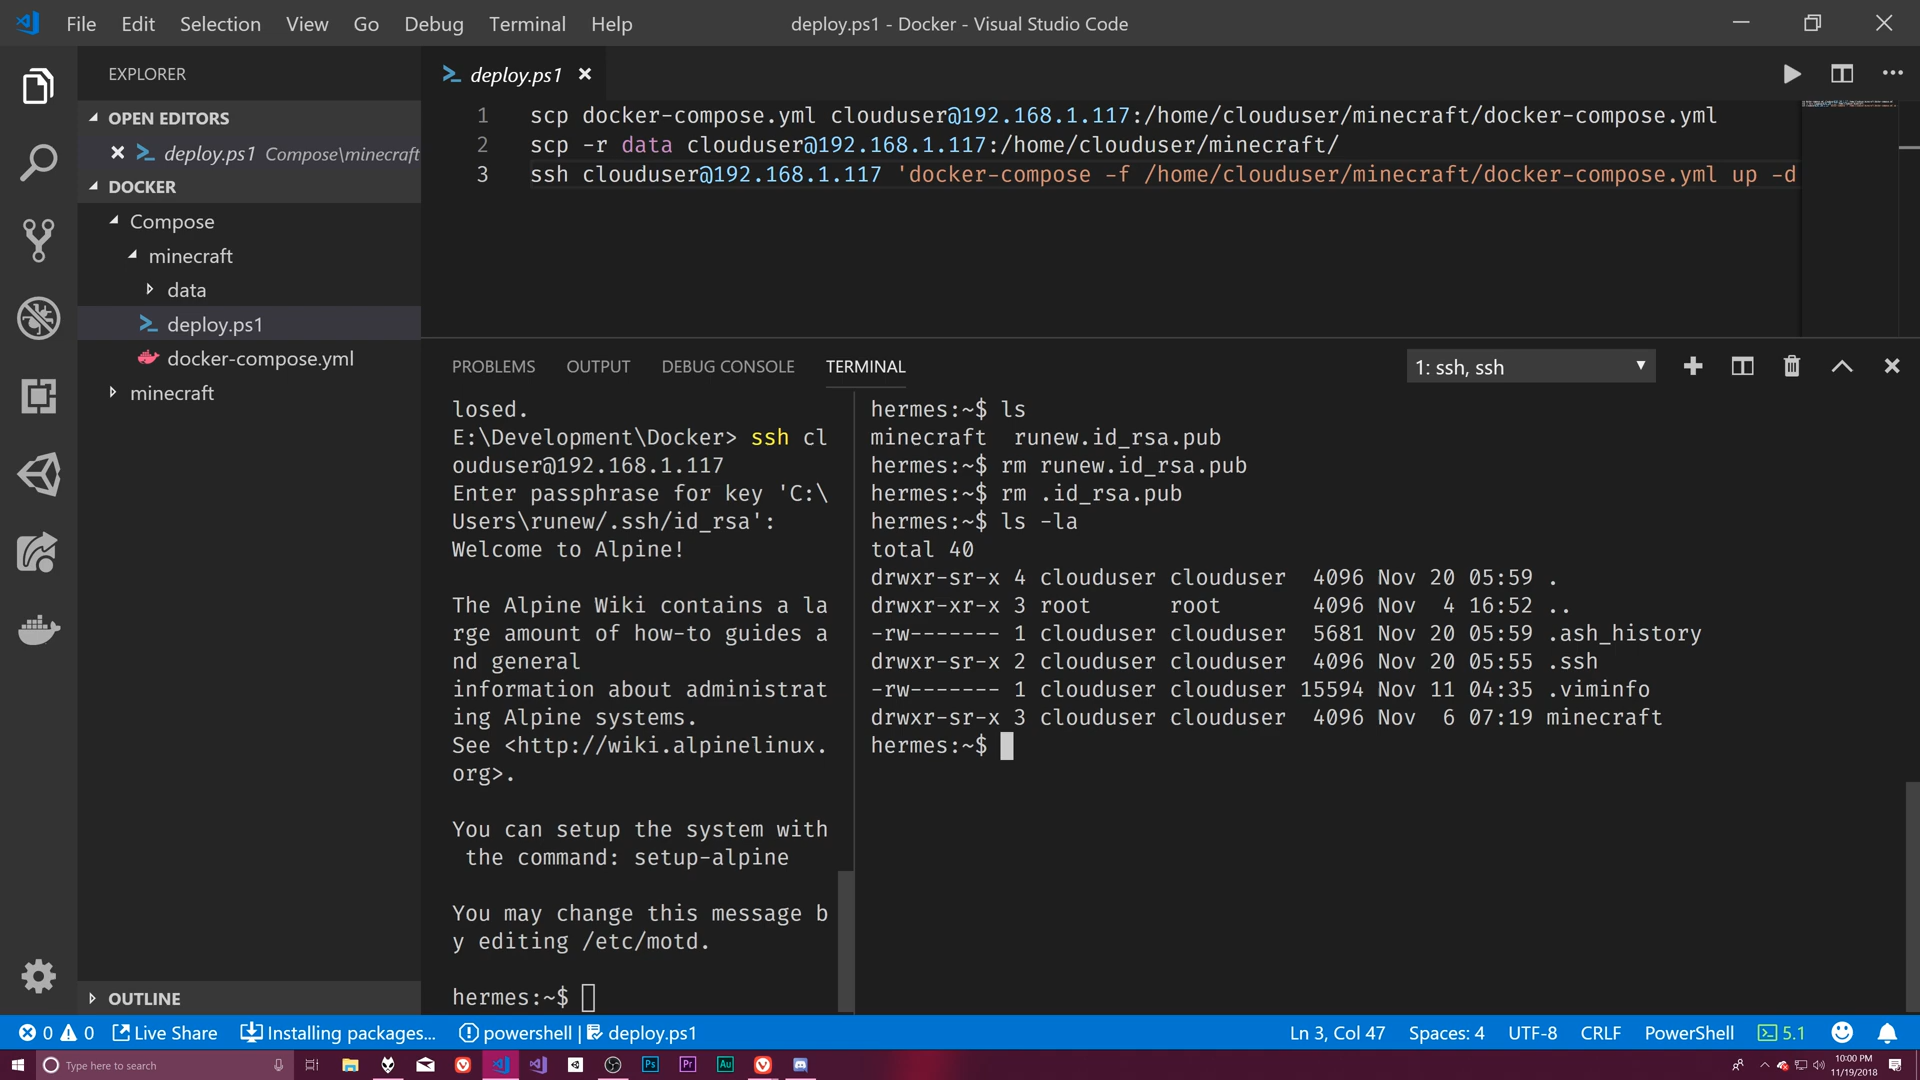 File Edit Selection View Go Debug Terminal Help
deploy.ps1 - Docker - Visual Studio Code
EXPLORER
OPEN EDITORS
deploy.ps1 Compose\minecraft
DOCKER
Compose
minecraft
data
deploy.ps1
docker-compose.yml
minecraft
OUTLINE
deploy.ps1
1 scp docker-compose.yml clouduser@192.168.1.117:/home/clouduser/minecraft/docker-compose.yml
2 scp -r data clouduser@192.168.1.117:/home/clouduser/minecraft/
3 ssh clouduser@192.168.1.117 'docker-compose -f /home/clouduser/minecraft/docker-compose.yml up -d
PROBLEMS OUTPUT DEBUG CONSOLE TERMINAL
1: ssh, ssh
losed.
E:\Development\Docker> ssh cl
ouduser@192.168.1.117
Enter passphrase for key 'C:\
Users\runew/.ssh/id_rsa':
Welcome to Alpine!
The Alpine Wiki contains a la
rge amount of how-to guides a
nd general
information about administrat
ing Alpine systems.
See <http://wiki.alpinelinux.
org>.
You can setup the system with
the command: setup-alpine
You may change this message b
y editing /etc/motd.
hermes:~$
hermes:~$ ls
minecraft runew.id_rsa.pub
hermes:~$ rm runew.id_rsa.pub
hermes:~$ rm .id_rsa.pub
hermes:~$ ls -la
total 40
drwxr-sr-x 4 clouduser clouduser 4096 Nov 20 05:59 .
drwxr-xr-x 3 root root 4096 Nov 4 16:52 ..
-rw------- 1 clouduser clouduser 5681 Nov 20 05:59 .ash_history
drwxr-sr-x 2 clouduser clouduser 4096 Nov 20 05:55 .ssh
-rw------- 1 clouduser clouduser 15594 Nov 11 04:35 .viminfo
drwxr-sr-x 3 clouduser clouduser 4096 Nov 6 07:19 minecraft
hermes:~$
0 0 Live Share Installing packages... powershell | deploy.ps1
Ln 3, Col 47 Spaces: 4 UTF-8 CRLF PowerShell 5.1
Type here to search
Ps Pr Au
10:00 PM
11/19/2018